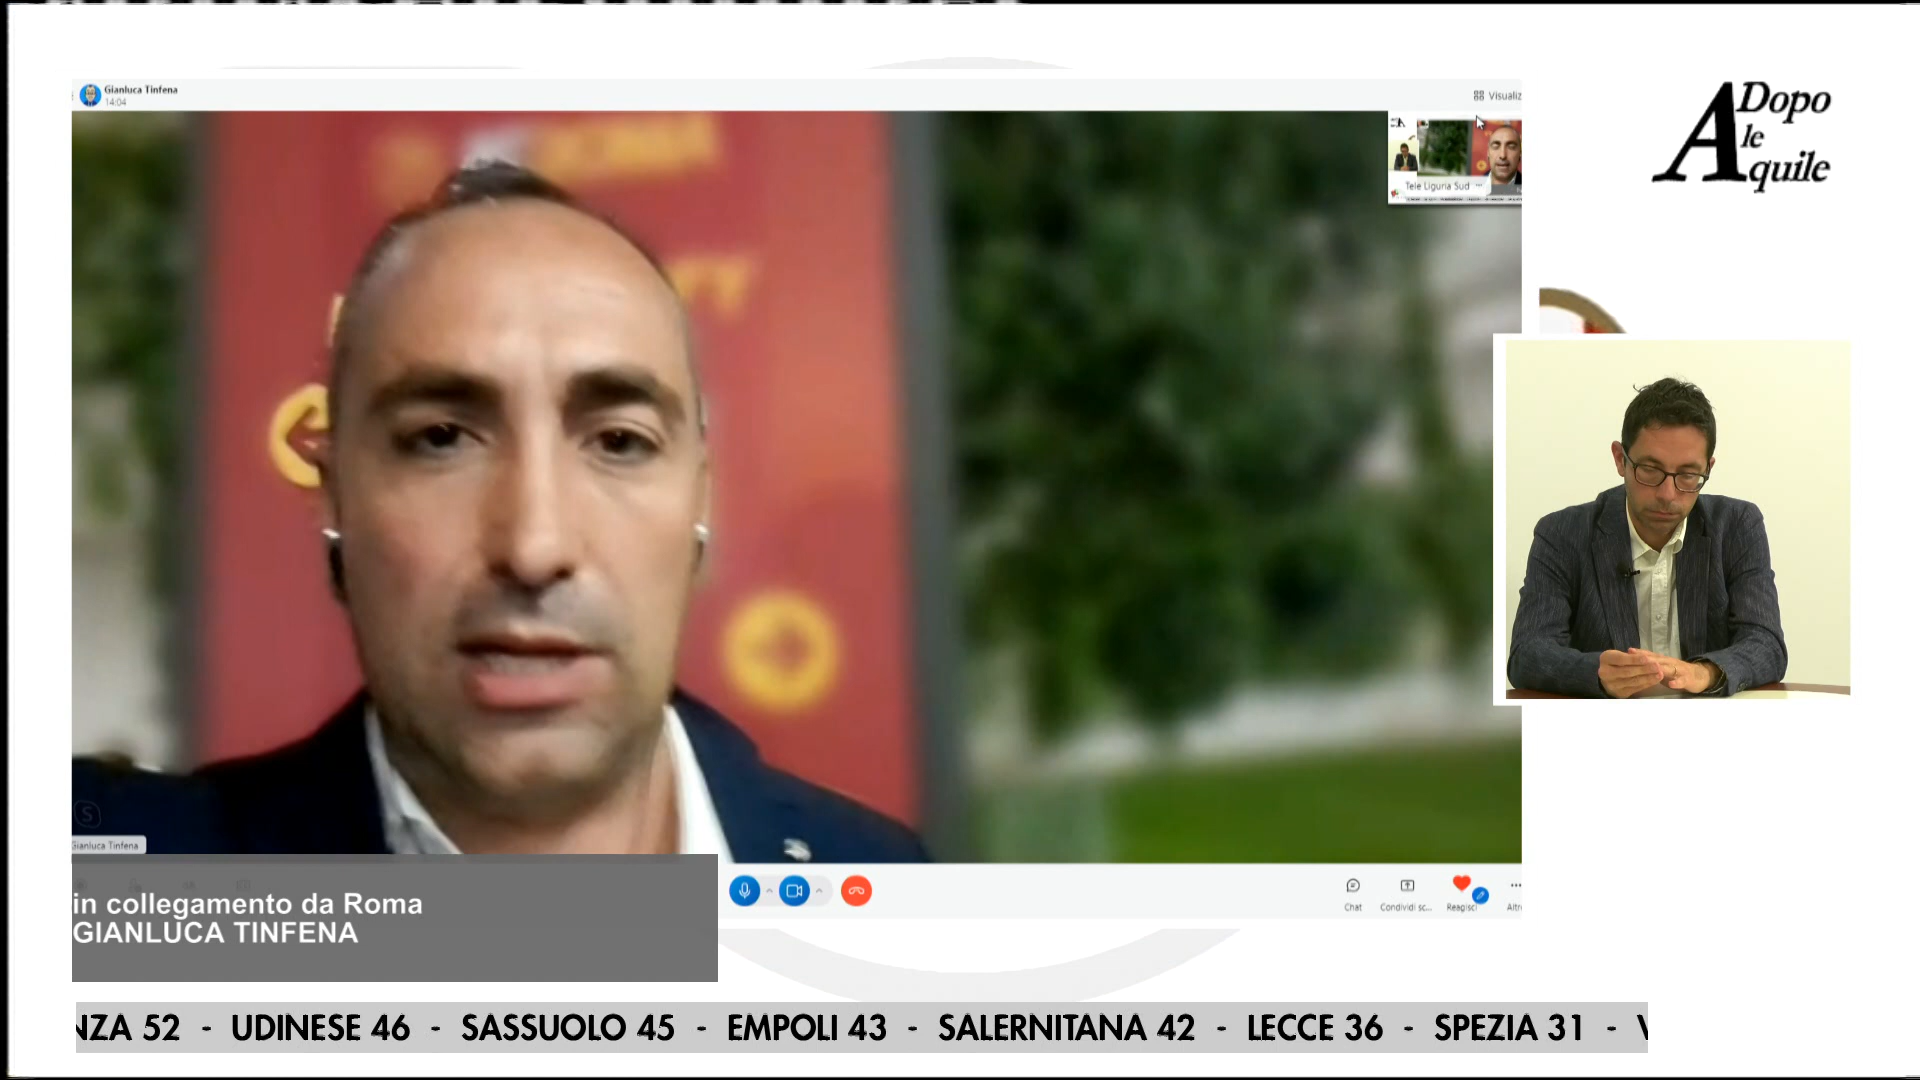 Gianluca Tinfena
14:04
Visualiz
Tele Liguria Sud
Dopo
le
Aquile
Gianluca Tinfena
in collegamento da Roma
GIANLUCA TINFENA
Chat
Condividi sc...
Reagisci
Altro
NZA 52 - UDINESE 46 - SASSUOLO 45 - EMPOLI 43 - SALERNITANA 42 - LECCE 36 - SPEZIA 31 - V